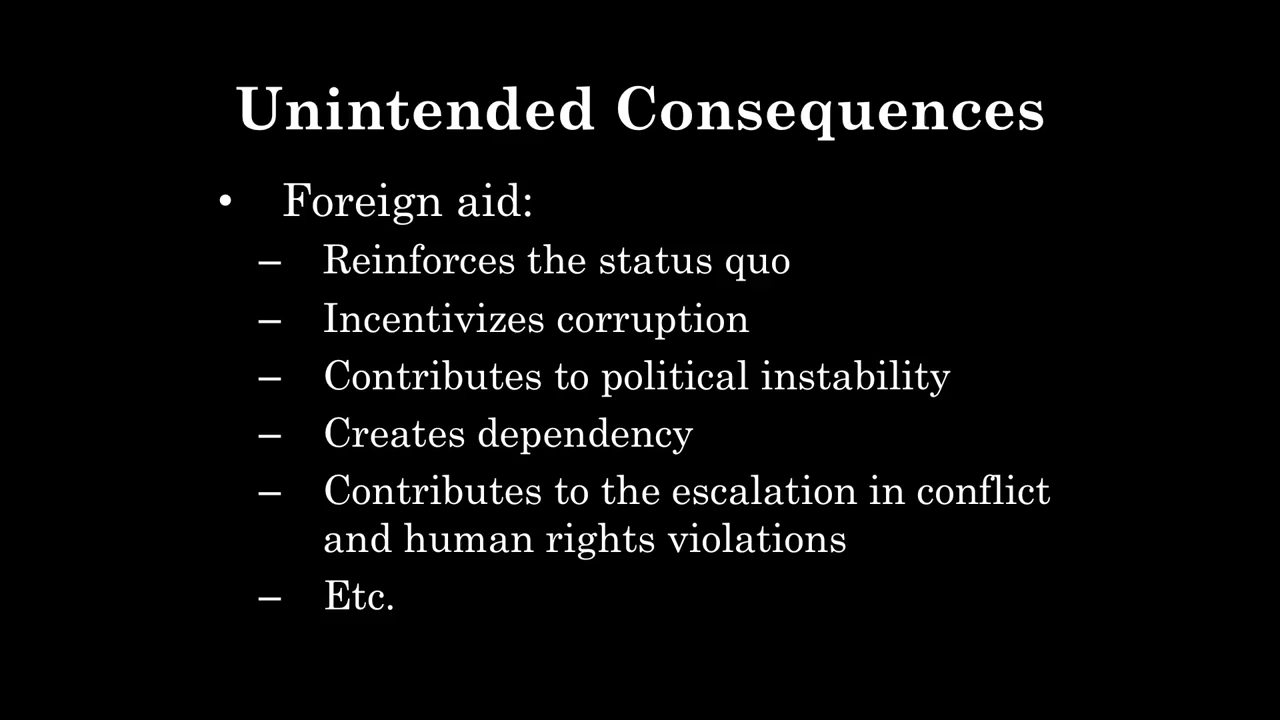 Unintended Consequences
• Foreign aid:
– Reinforces the status quo
– Incentivizes corruption
– Contributes to political instability
– Creates dependency
– Contributes to the escalation in conflict
and human rights violations
– Etc.